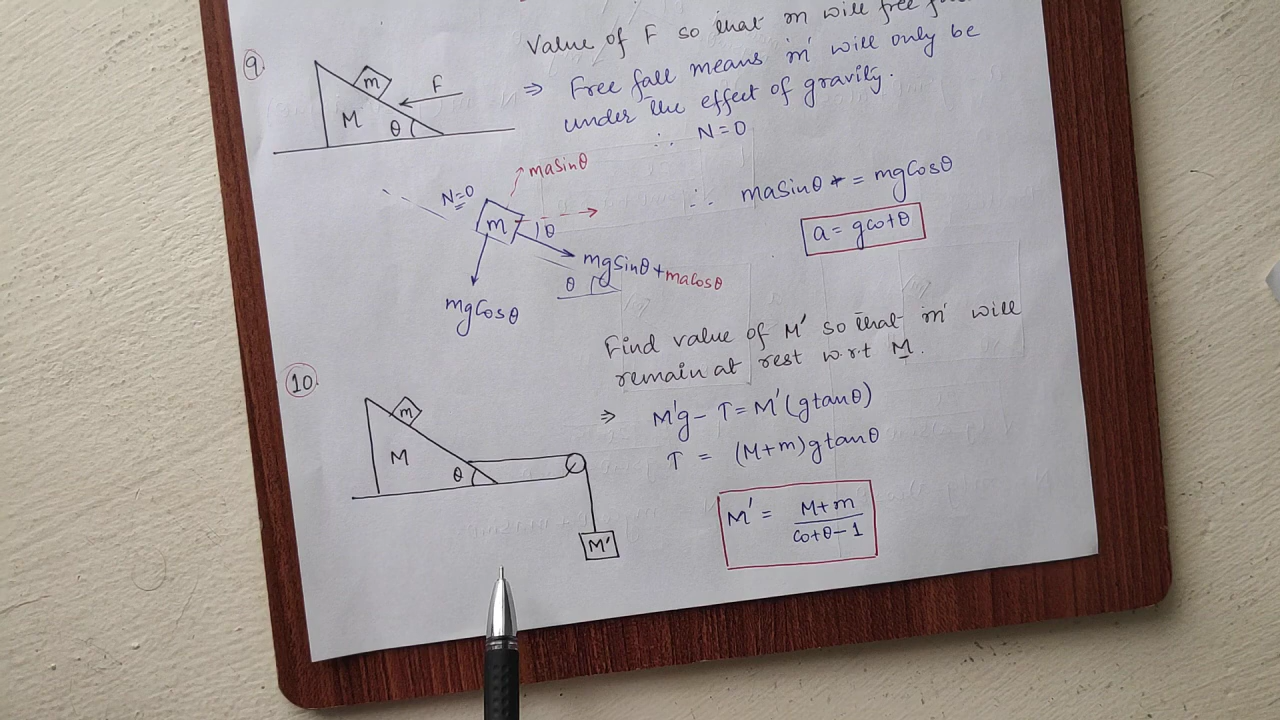 Value of F so that m will free
9
m
F
M
θ
⇒ Free fall means 'm' will only be
under the effect of gravity.
∴ N=0
masinθ
N=0
∴ masinθ = mgcosθ
m
θ
a = gcotθ
mgsinθ + macosθ
θ
mgcosθ
Find value of M' so that 'm' will
remain at rest w.r.t M.
10
m
M
θ
M'
⇒ M'g - T = M'(gtanθ)
T = (M+m)gtanθ
M' = M+m / cotθ-1